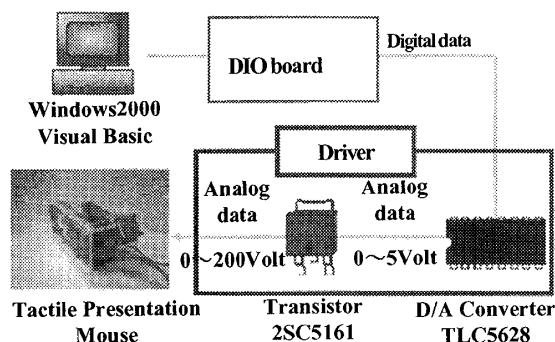 DIO board
Digital data
Windows2000
Visual Basic
Driver
Analog
data
Analog
data
0～200Volt
0～5Volt
Tactile Presentation
Mouse
Transistor
2SC5161
D/A Converter
TLC5628